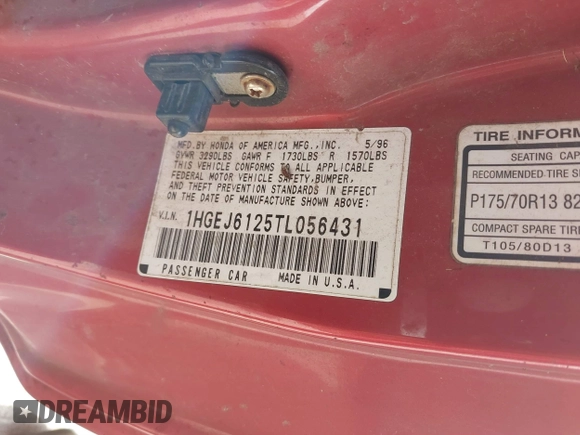 MFD.BY HONDA OF AMERICA MFG.,INC. 5/96
GVWR 3290LBS GAWR F 1730LBS R 1570LBS
THIS VEHICLE CONFORMS TO ALL APPLICABLE
FEDERAL MOTOR VEHICLE SAFETY,BUMPER,
AND THEFT PREVENTION STANDARDS IN EFFECT
ON THE DATE OF MANUFACTURE SHOWN ABOVE:
V.I.N. 1HGEJ6125TL056431
PASSENGER CAR MADE IN U.S.A.
TIRE INFORM
SEATING CAP
RECOMMENDED TIRE S
P175/70R13 82
COMPACT SPARE TIRE
T105/80D13
DREAMBID